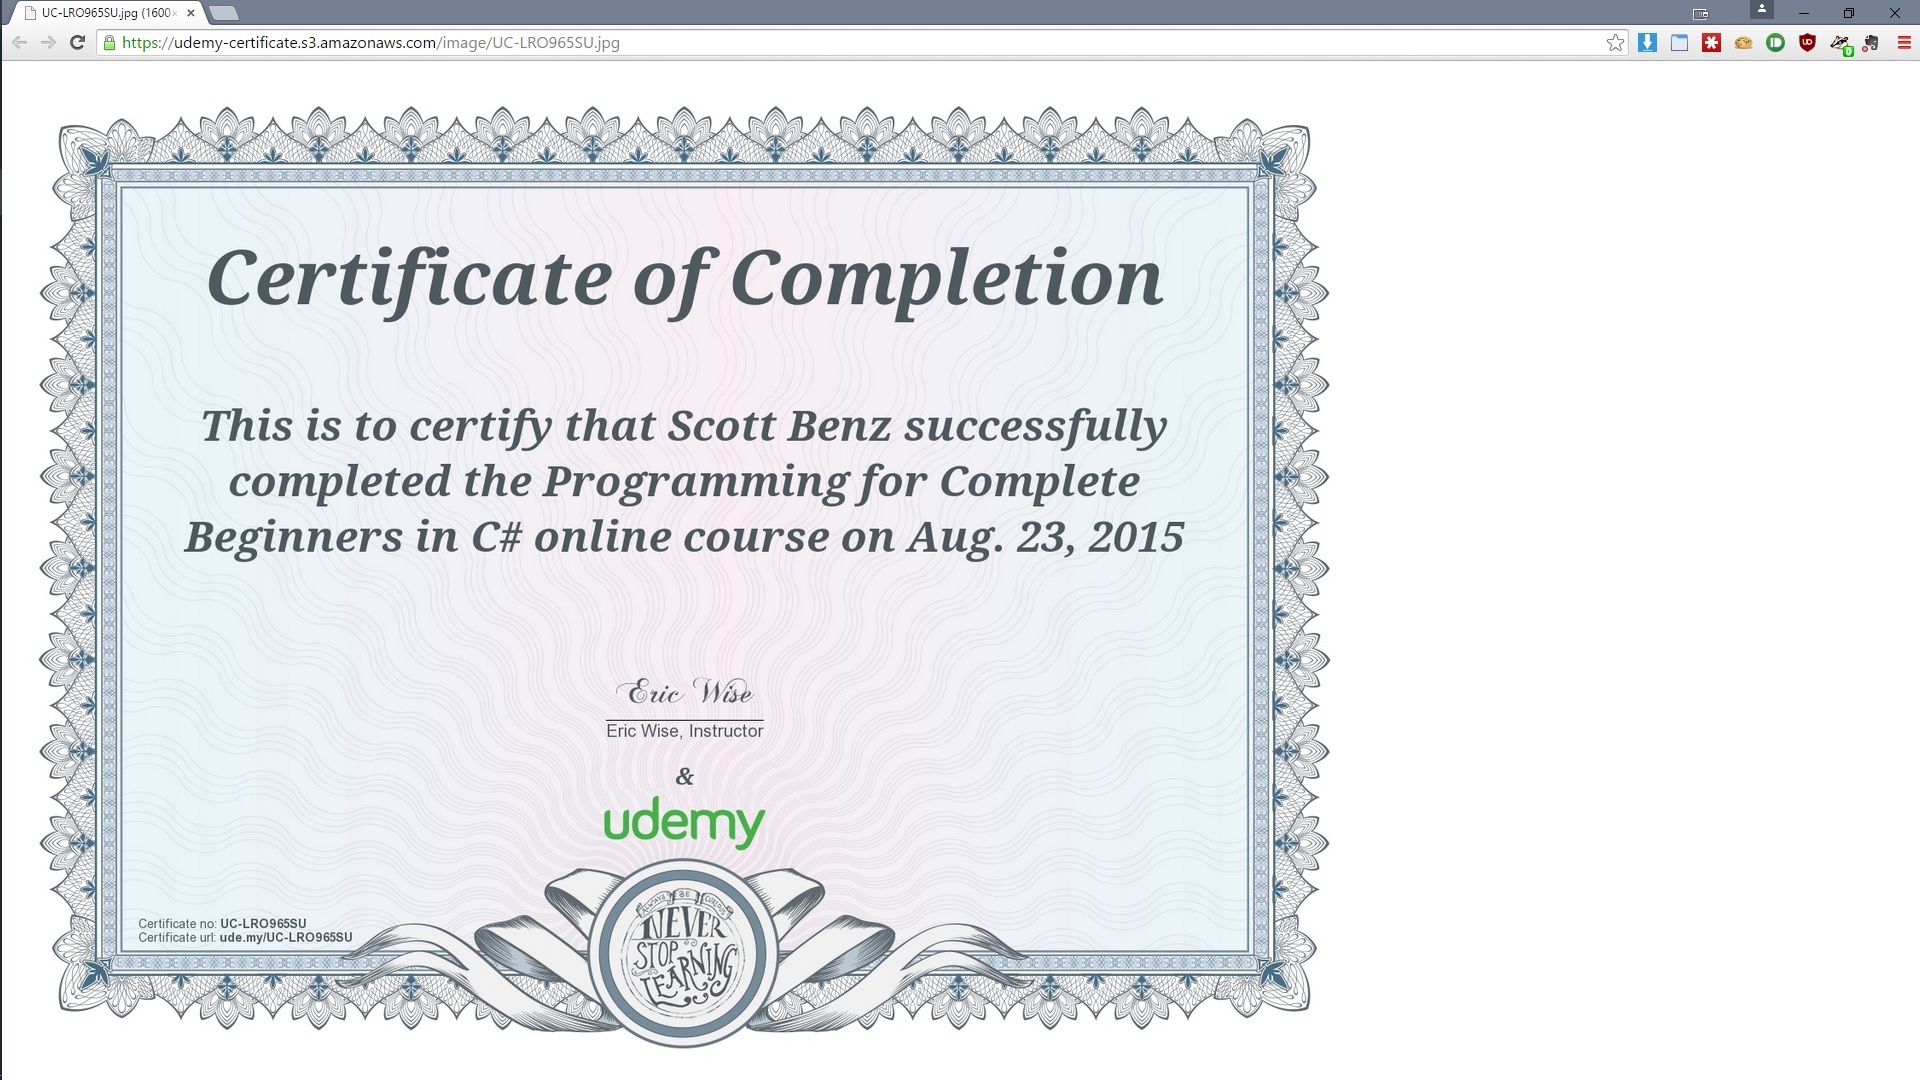 UC-LRO965SU.jpg (1600×
https://udemy-certificate.s3.amazonaws.com/image/UC-LRO965SU.jpg
Certificate of Completion
This is to certify that Scott Benz successfully
completed the Programming for Complete
Beginners in C# online course on Aug. 23, 2015
Eric Wise
Eric Wise, Instructor
&
udemy
ALWAYS BE CURIOUS
NEVER
STOP
LEARNING
Certificate no: UC-LRO965SU
Certificate url: ude.my/UC-LRO965SU